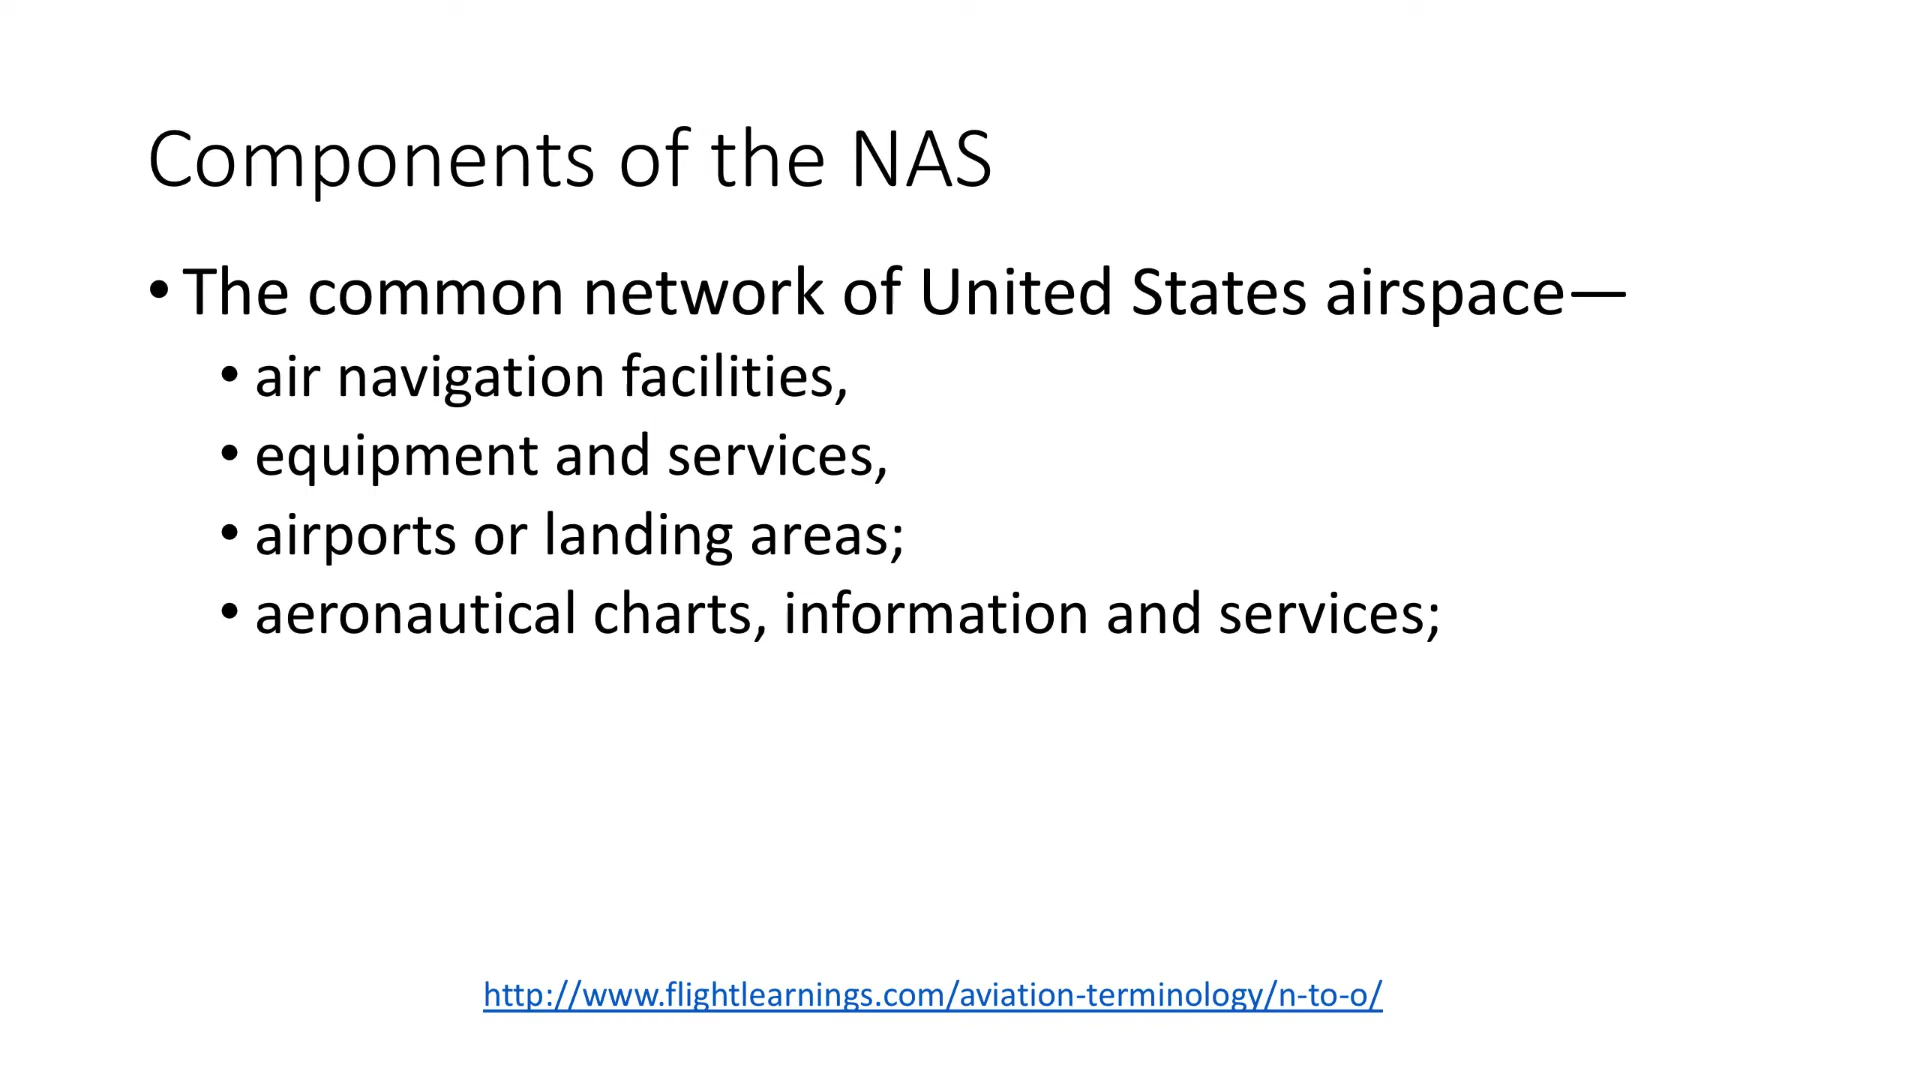 Components of the NAS
• The common network of United States airspace—
• air navigation facilities,
• equipment and services,
• airports or landing areas;
• aeronautical charts, information and services;
http://www.flightlearnings.com/aviation-terminology/n-to-o/